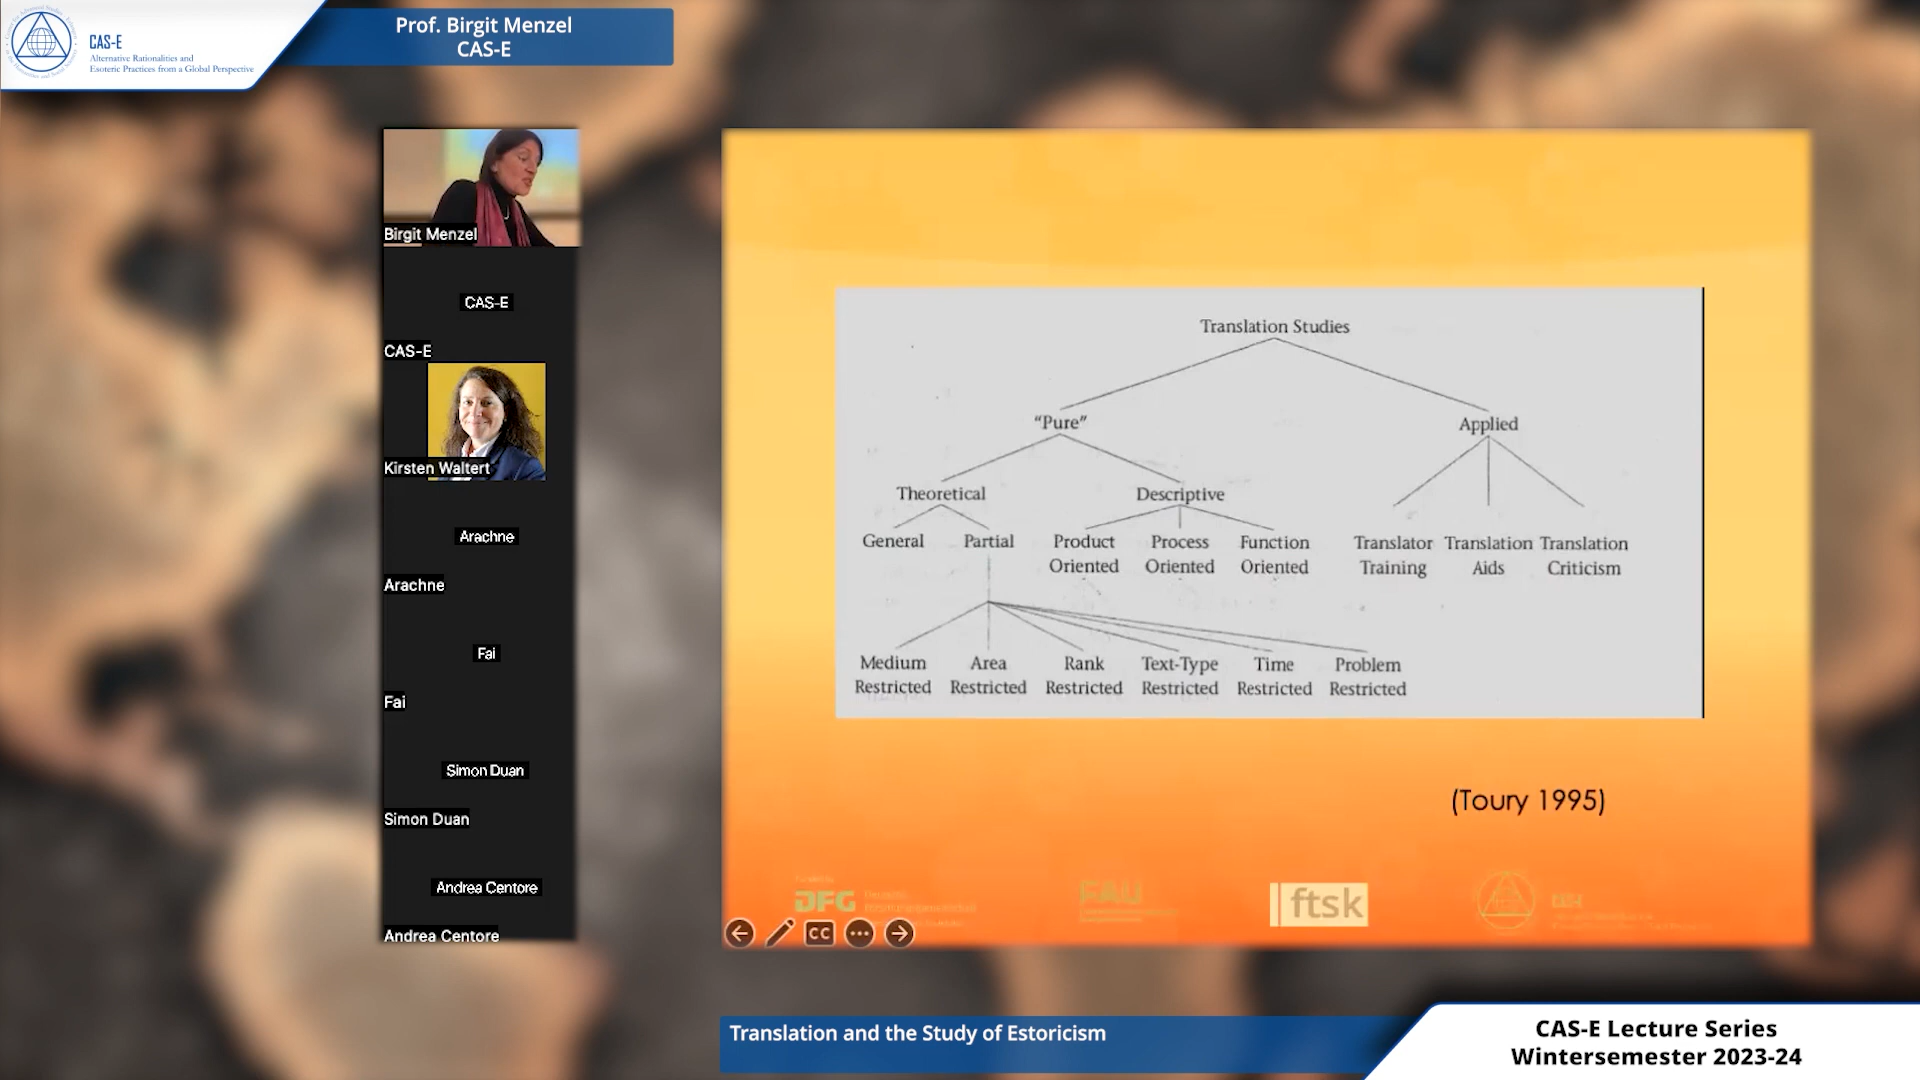 CAS-E
Alternative Rationalities and
Esoteric Practices from a Global Perspective
Prof. Birgit Menzel
CAS-E
Birgit Menzel
CAS-E
CAS-E
Kirsten Waltert
Arachne
Arachne
Fai
Fai
Simon Duan
Simon Duan
Andrea Centore
Andrea Centore
Translation Studies
“Pure”
Applied
Theoretical
Descriptive
General
Partial
Product
Oriented
Process
Oriented
Function
Oriented
Translator
Training
Translation
Aids
Translation
Criticism
Medium
Restricted
Area
Restricted
Rank
Restricted
Text-Type
Restricted
Time
Restricted
Problem
Restricted
(Toury 1995)
DFG
FAU
ftsk
CC
Translation and the Study of Estoricism
CAS-E Lecture Series
Wintersemester 2023-24